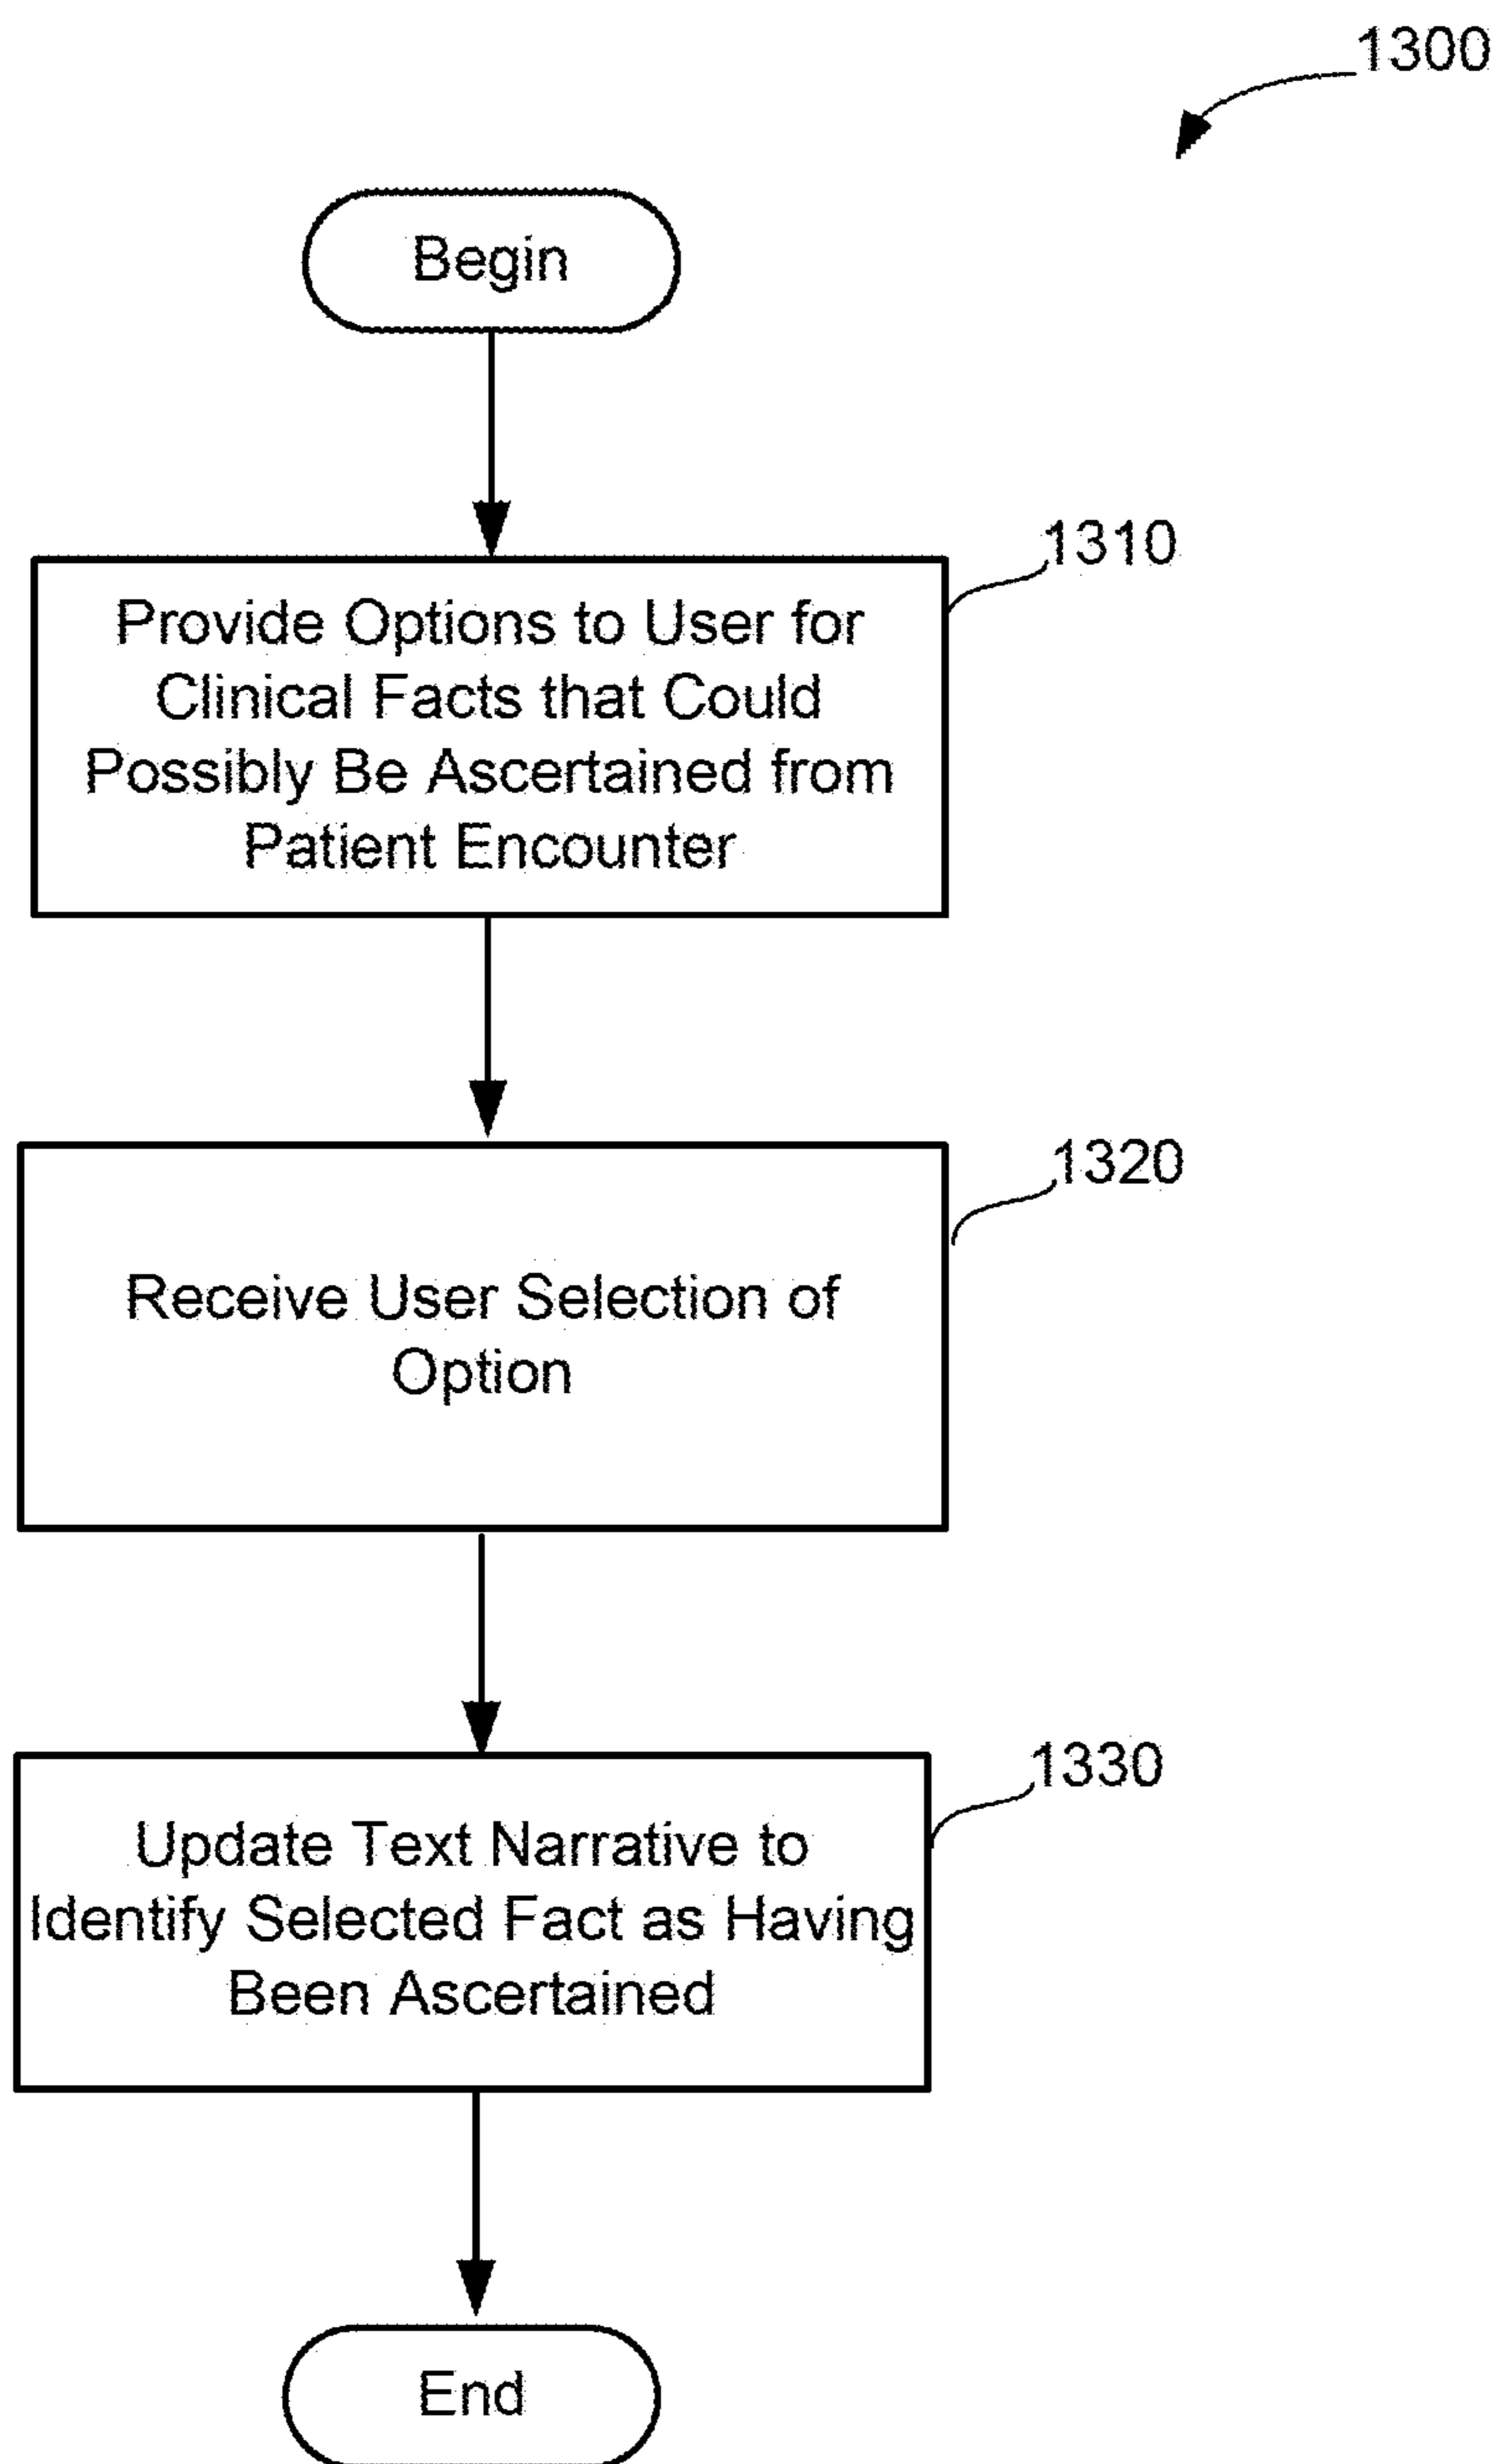 1300
Begin
1310
Provide Options to User for
Clinical Facts that Could
Possibly Be Ascertained from
Patient Encounter
1320
Receive User Selection of
Option
1330
Update Text Narrative to
Identify Selected Fact as Having
Been Ascertained
End